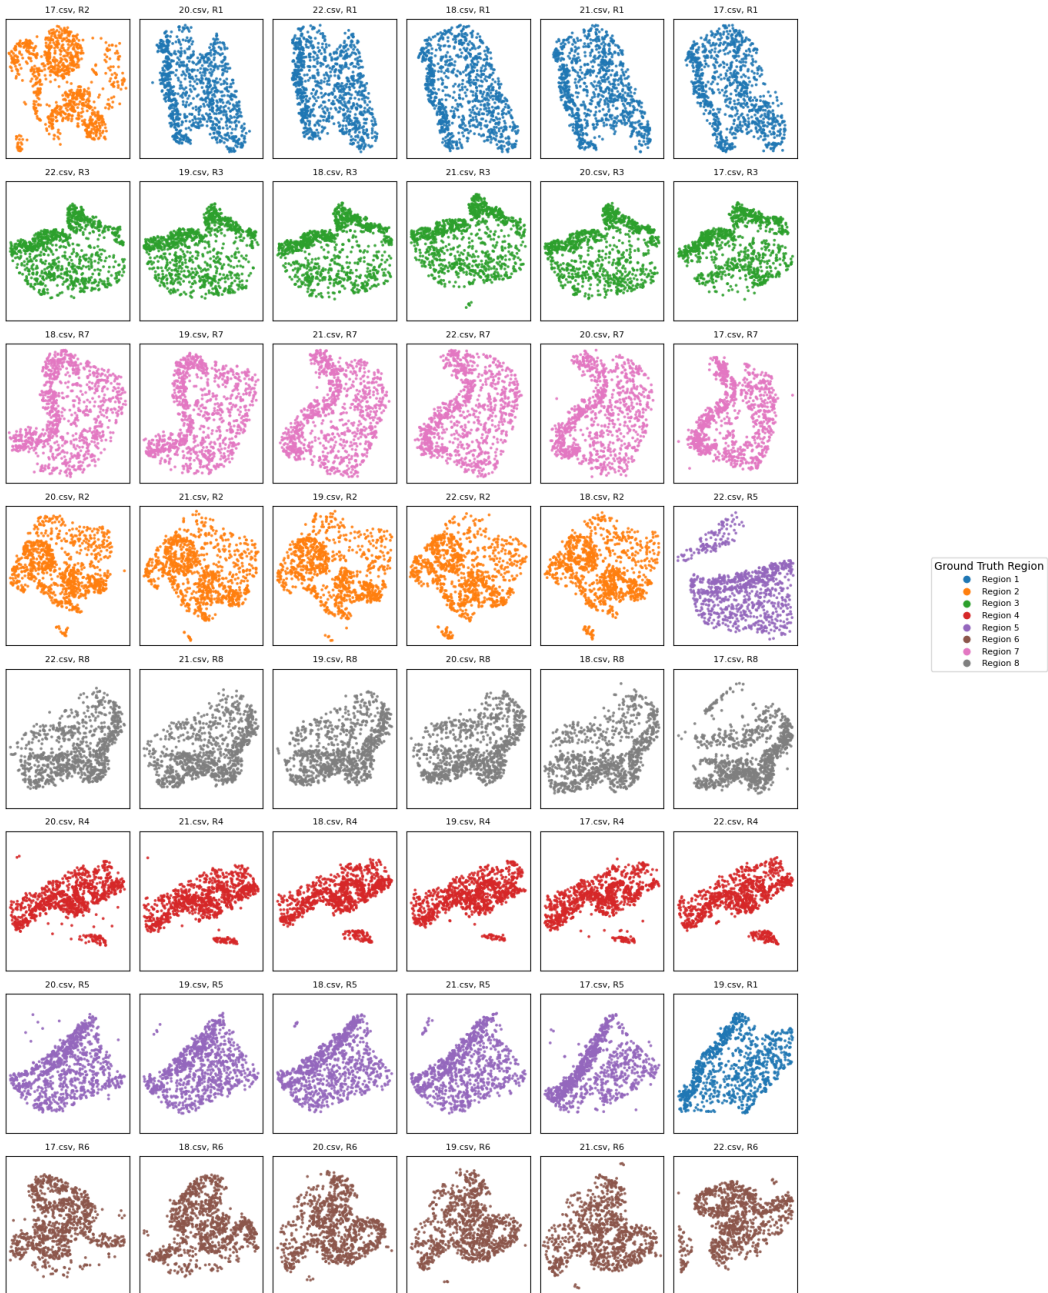 17.csv, R2
20.csv, R1
22.csv, R1
18.csv, R1
21.csv, R1
17.csv, R1
22.csv, R3
19.csv, R3
18.csv, R3
21.csv, R3
20.csv, R3
17.csv, R3
18.csv, R7
19.csv, R7
21.csv, R7
22.csv, R7
20.csv, R7
17.csv, R7
20.csv, R2
21.csv, R2
19.csv, R2
22.csv, R2
18.csv, R2
22.csv, R5
Ground Truth Region
Region 1
Region 2
Region 3
Region 4
Region 5
Region 6
Region 7
Region 8
22.csv, R8
21.csv, R8
19.csv, R8
20.csv, R8
18.csv, R8
17.csv, R8
20.csv, R4
21.csv, R4
18.csv, R4
19.csv, R4
17.csv, R4
22.csv, R4
20.csv, R5
19.csv, R5
18.csv, R5
21.csv, R5
17.csv, R5
19.csv, R1
17.csv, R6
18.csv, R6
20.csv, R6
19.csv, R6
21.csv, R6
22.csv, R6